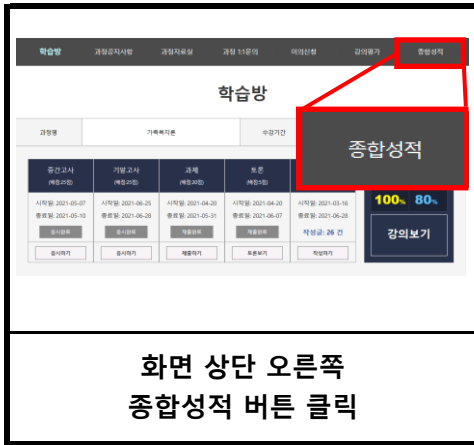 학습방 과정공지사항 과정자료실 과정 1:1문의 이의신청 강의평가 종합성적
학습방
과정명 가족복지론 수강기간
종합성적
중간고사 기말고사 과제 토론
(배점25점) (배점25점) (배점20점) (배점5점)
시작일: 2021-05-07 시작일: 2021-06-25 시작일: 2021-04-20 시작일: 2021-04-20 시작일: 2021-03-16
종료일: 2021-05-10 종료일: 2021-06-28 종료일: 2021-05-31 종료일: 2021-06-07 종료일: 2021-06-28
100% 80%
응시완료 응시완료 제출완료 제출완료 작성글: 26 건
강의보기
응시하기 응시하기 제출하기 토론보기 작성하기
화면 상단 오른쪽
종합성적 버튼 클릭